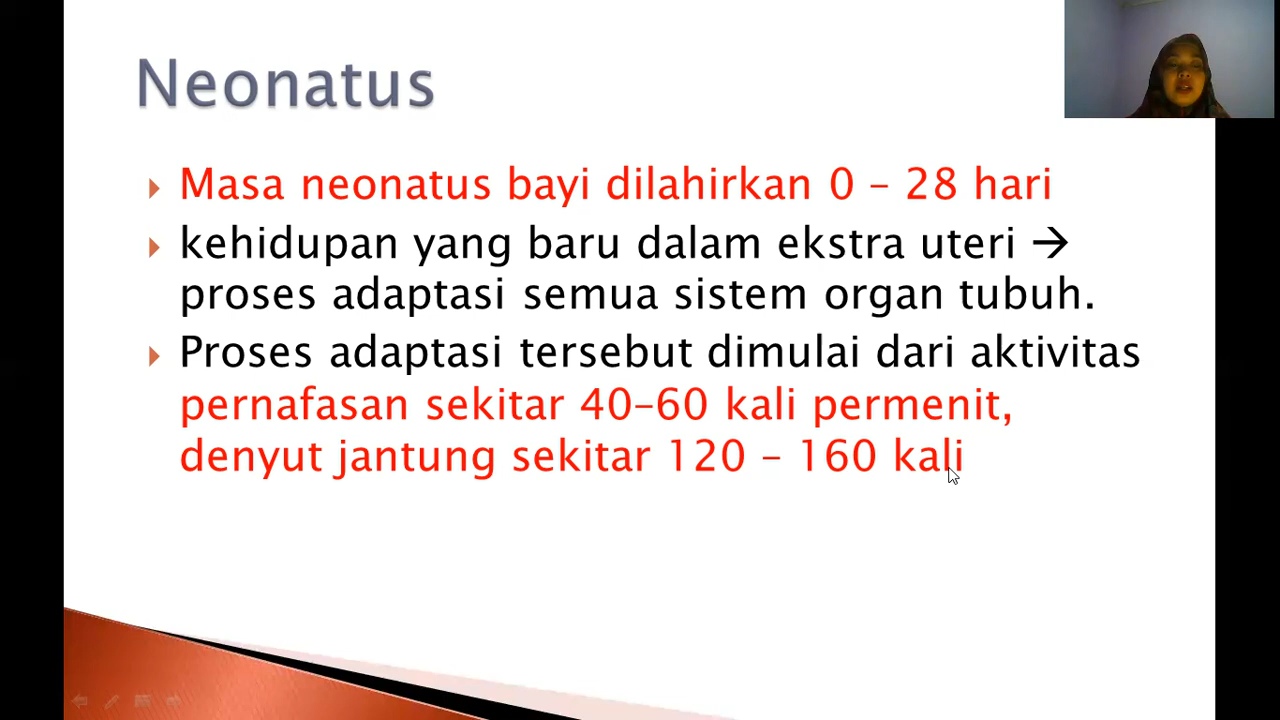 Neonatus
Masa neonatus bayi dilahirkan 0 – 28 hari
kehidupan yang baru dalam ekstra uteri →
proses adaptasi semua sistem organ tubuh.
Proses adaptasi tersebut dimulai dari aktivitas
pernafasan sekitar 40–60 kali permenit,
denyut jantung sekitar 120 – 160 kali